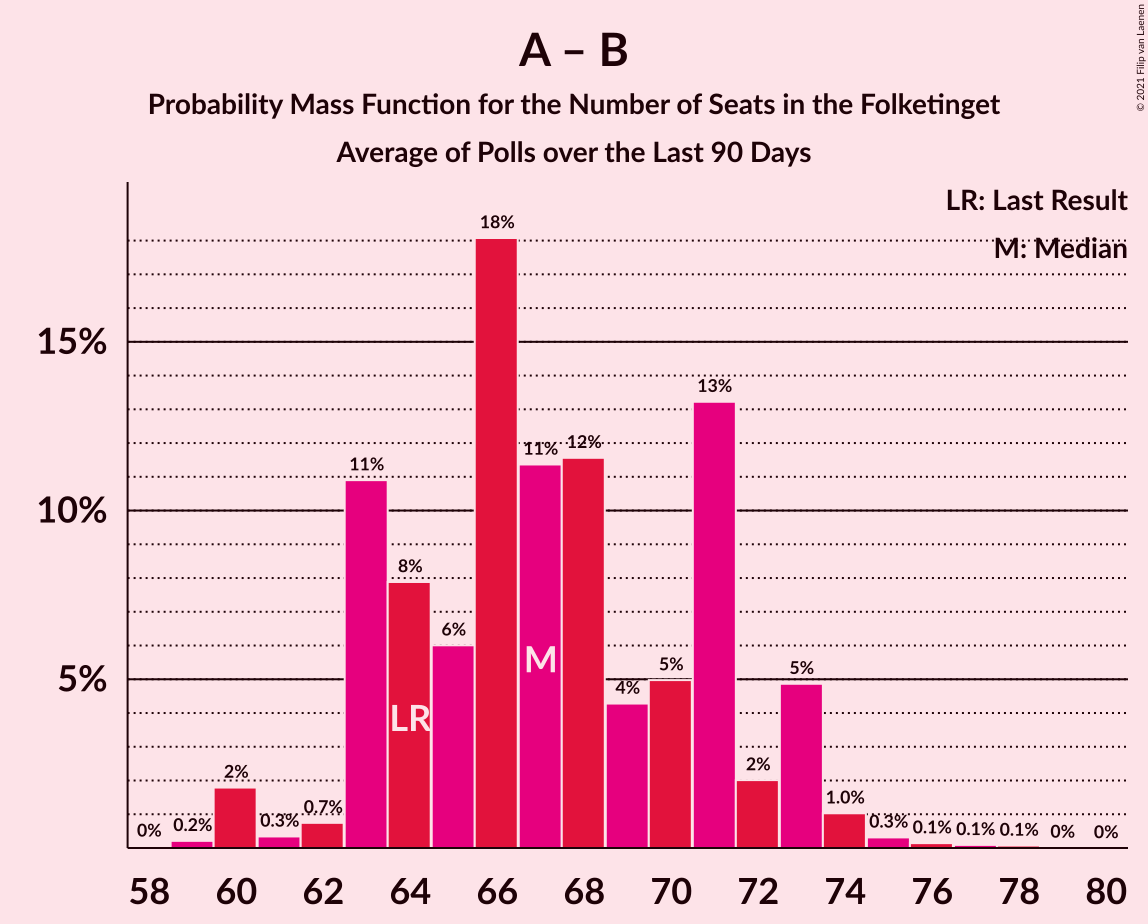 A – B
Probability Mass Function for the Number of Seats in the Folketinget
Average of Polls over the Last 90 Days
© 2021 Filip van Laenen
LR: Last Result
M: Median
15%
10%
5%
0%
0.2%
2%
0.3%
0.7%
11%
8%
6%
18%
11%
12%
4%
5%
13%
2%
5%
1.0%
0.3%
0.1%
0.1%
0.1%
0%
0%
LR
M
58 60 62 64 66 68 70 72 74 76 78 80